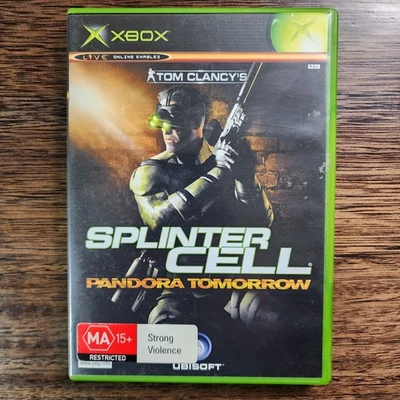 XBOX
LIVE ONLINE ENABLED
TOM CLANCY'S
SPLINTER
CELL
PANDORA TOMORROW
MA 15+
RESTRICTED
Strong
Violence
UBISOFT